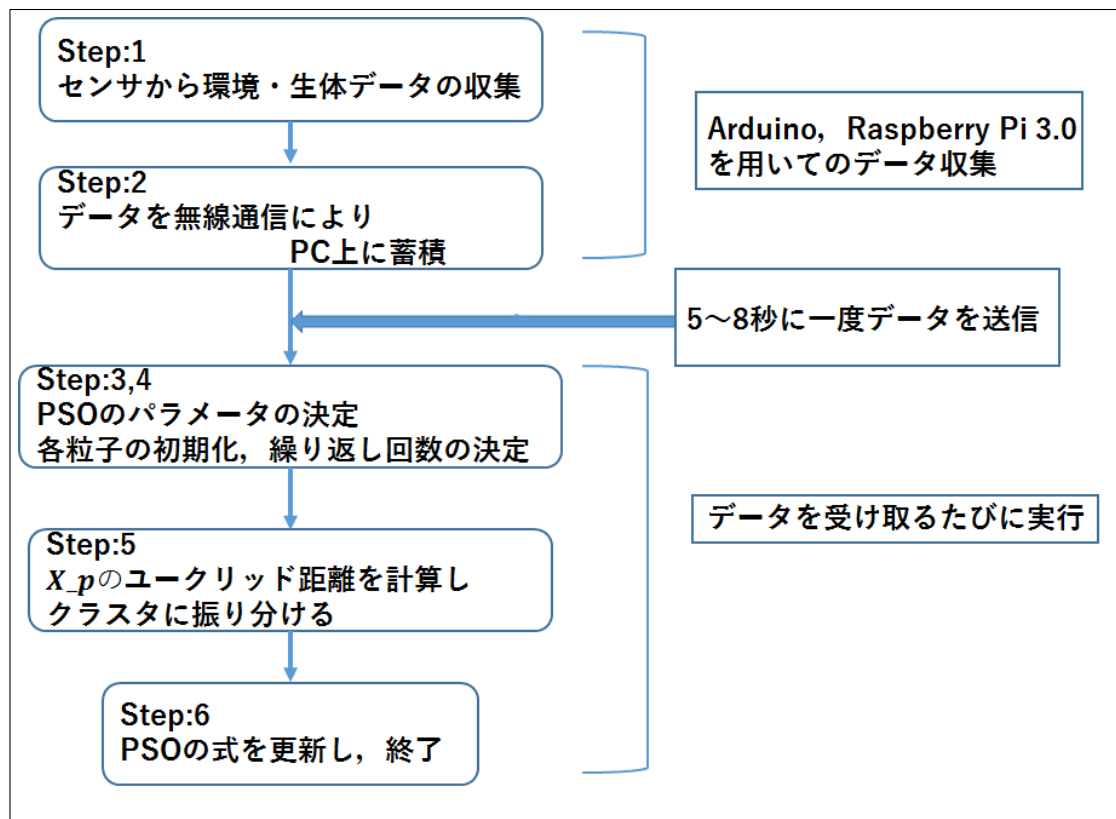 Step:1
センサから環境・生体データの収集
Arduino，Raspberry Pi 3.0
を用いてのデータ収集
Step:2
データを無線通信により
PC上に蓄積
5～8秒に一度データを送信
Step:3,4
PSOのパラメータの決定
各粒子の初期化，繰り返し回数の決定
データを受け取るたびに実行
Step:5
X_pのユークリッド距離を計算し
クラスタに振り分ける
Step:6
PSOの式を更新し，終了